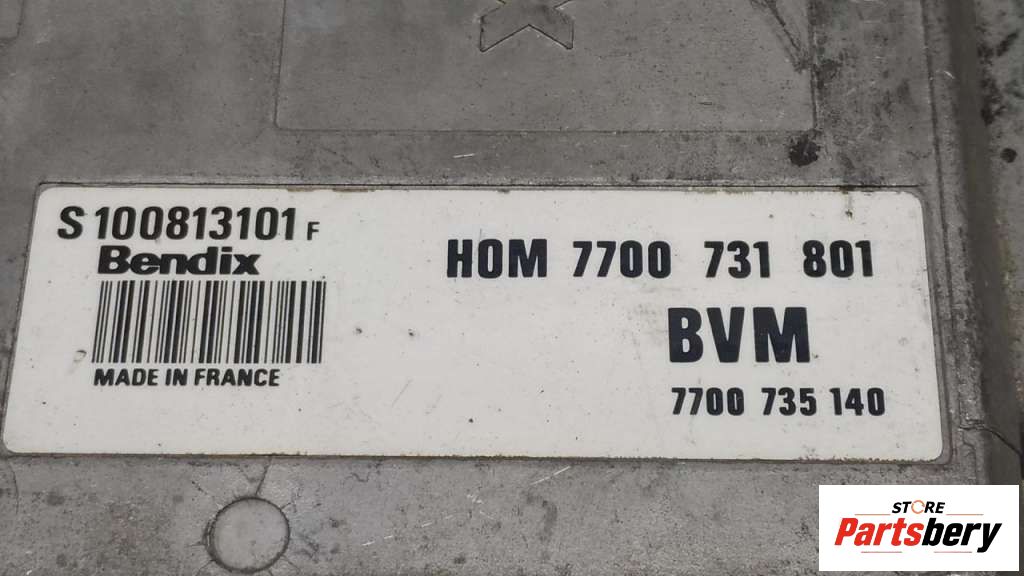 S 100813101 F
Bendix
MADE IN FRANCE
HOM 7700 731 801
BVM
7700 735 140
STORE
Partsbery